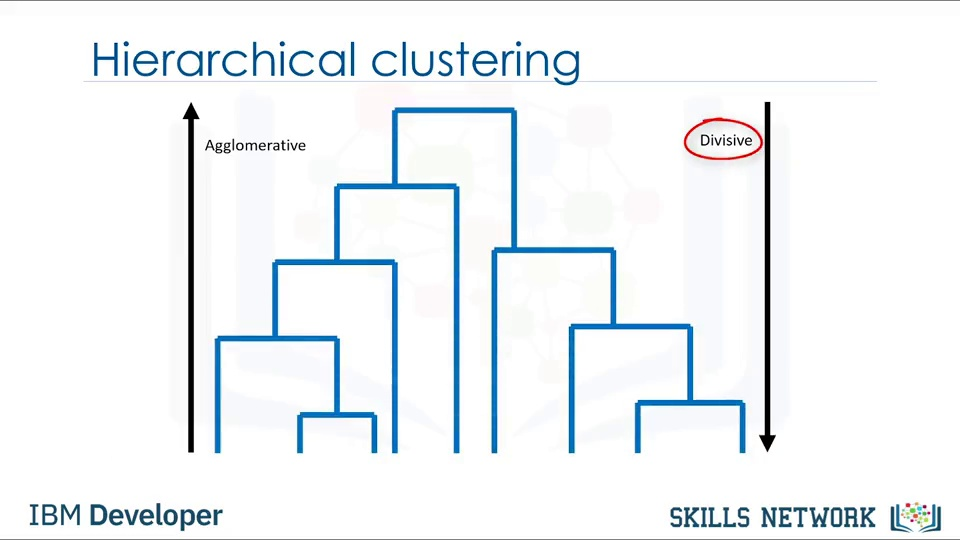 Hierarchical clustering
Agglomerative
Divisive
IBM Developer
SKILLS NETWORK